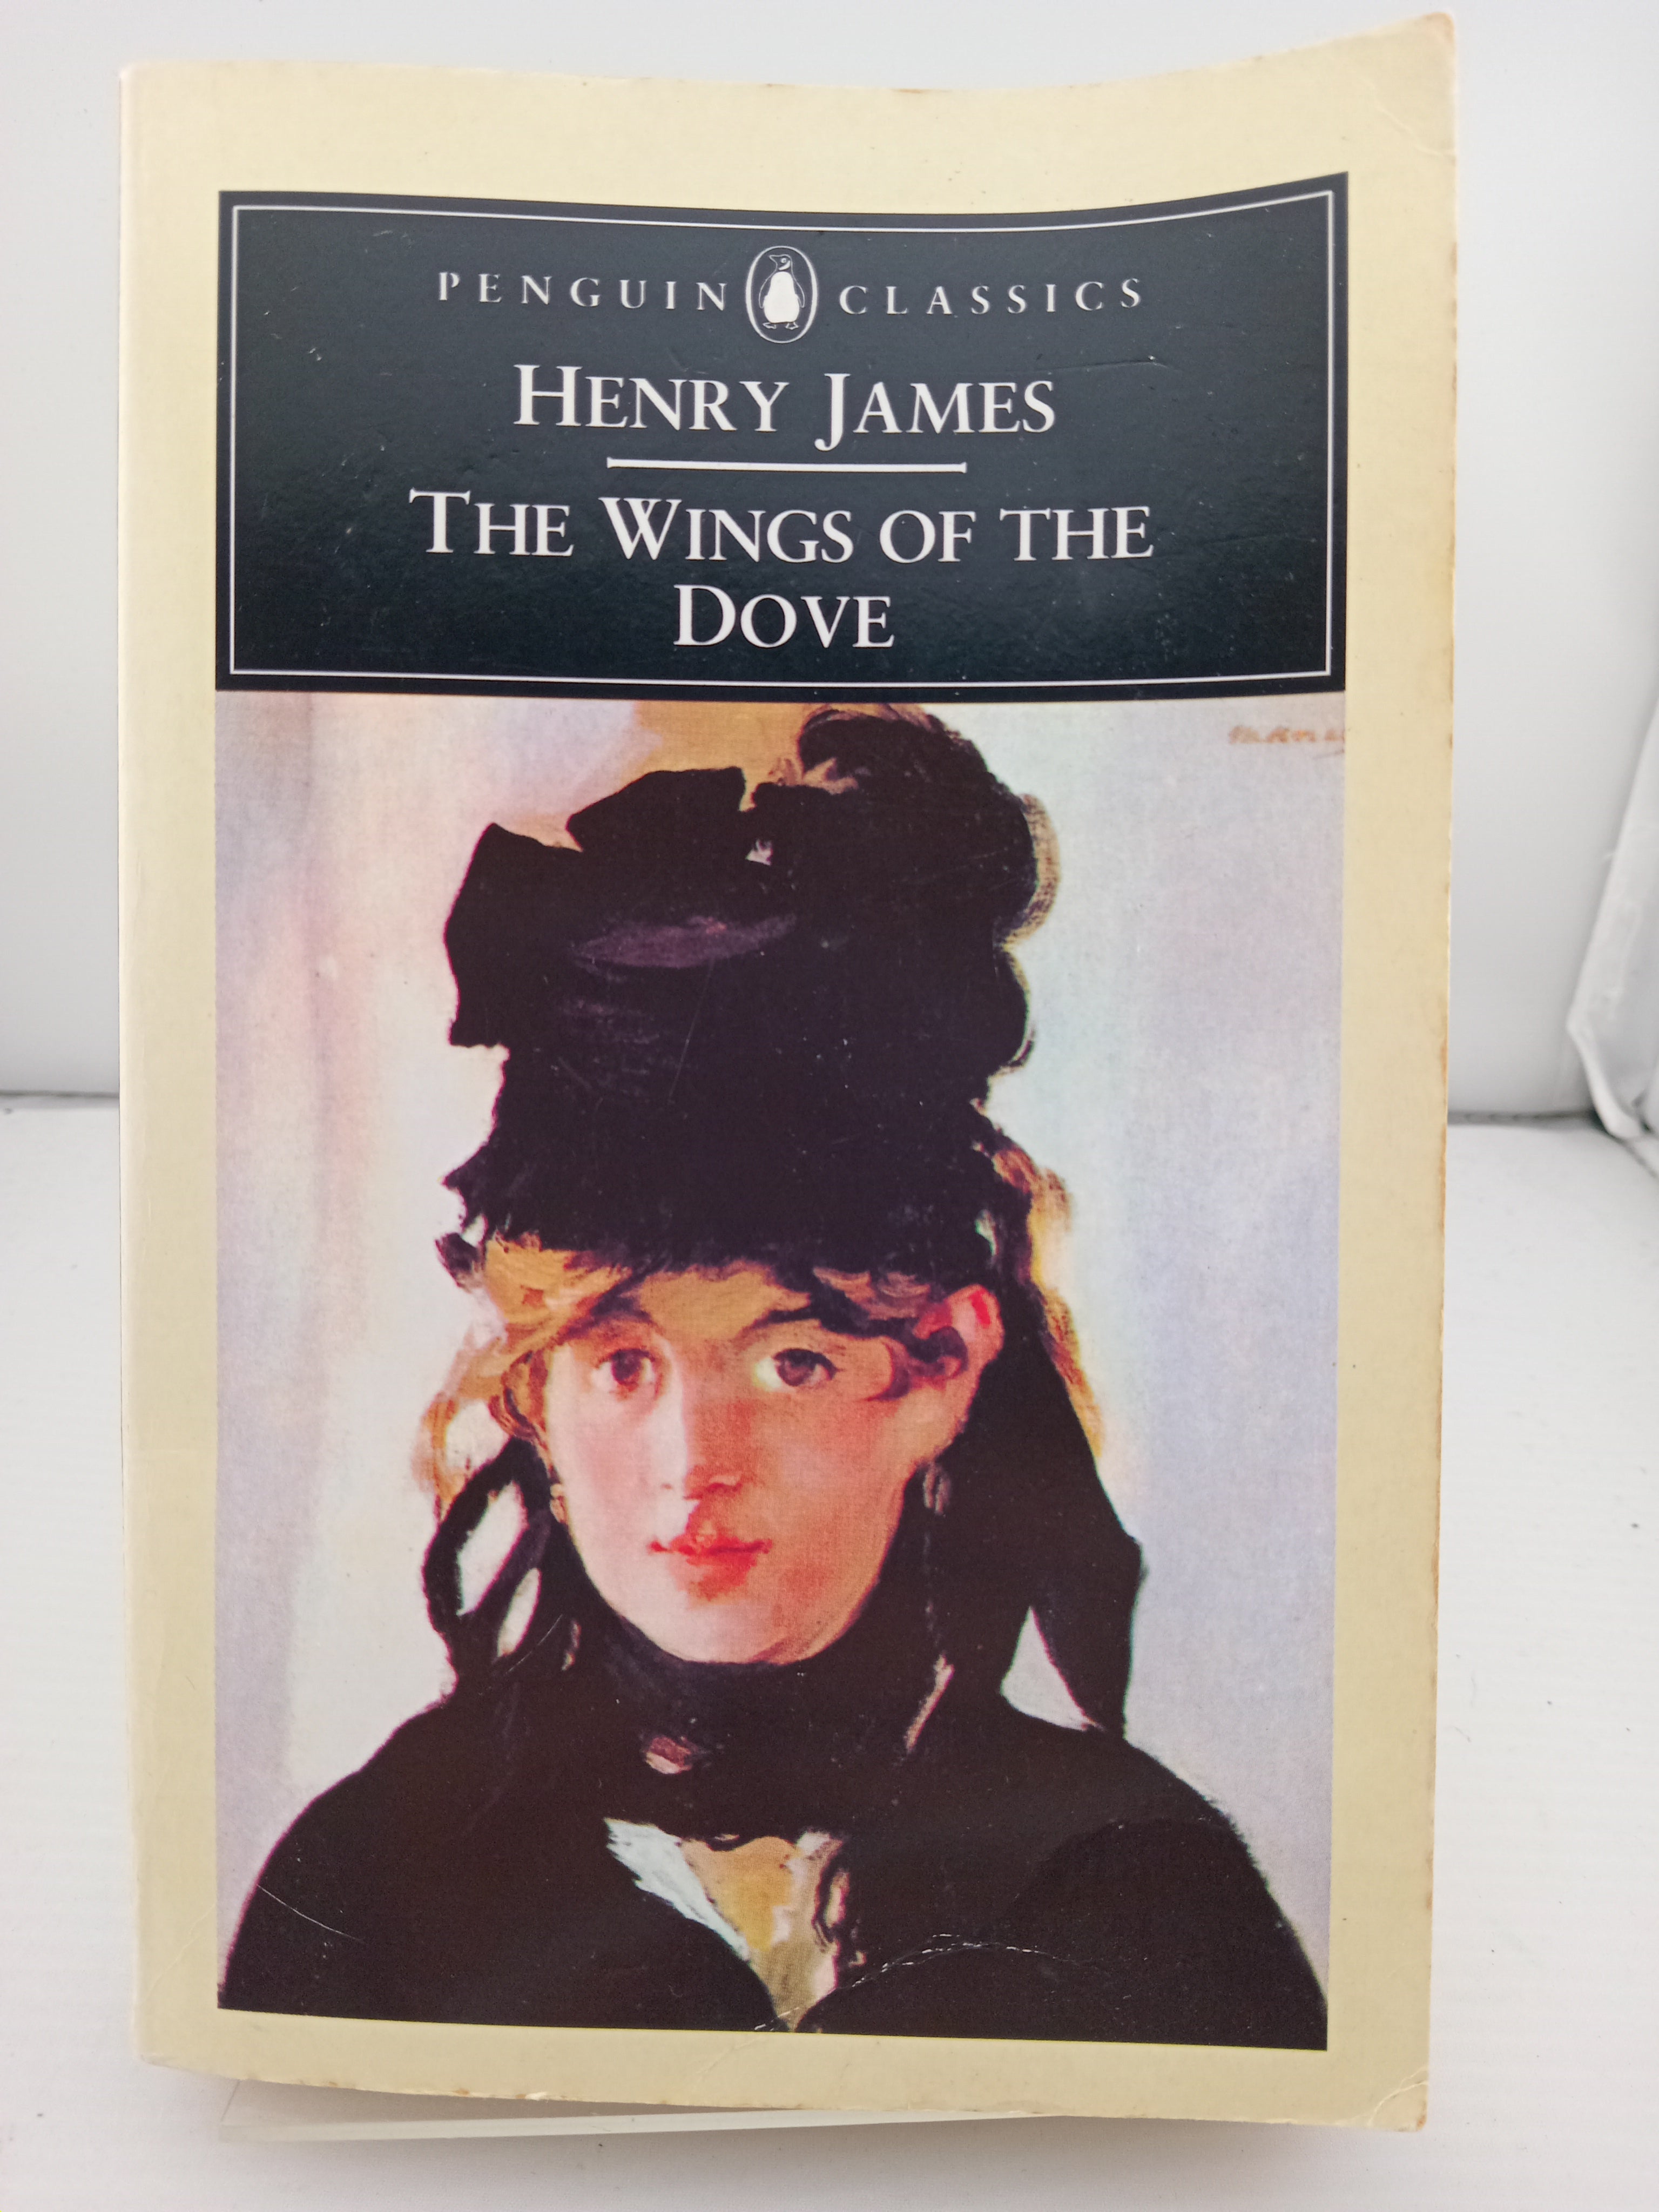 PENGUIN CLASSICS
HENRY JAMES
THE WINGS OF THE
DOVE